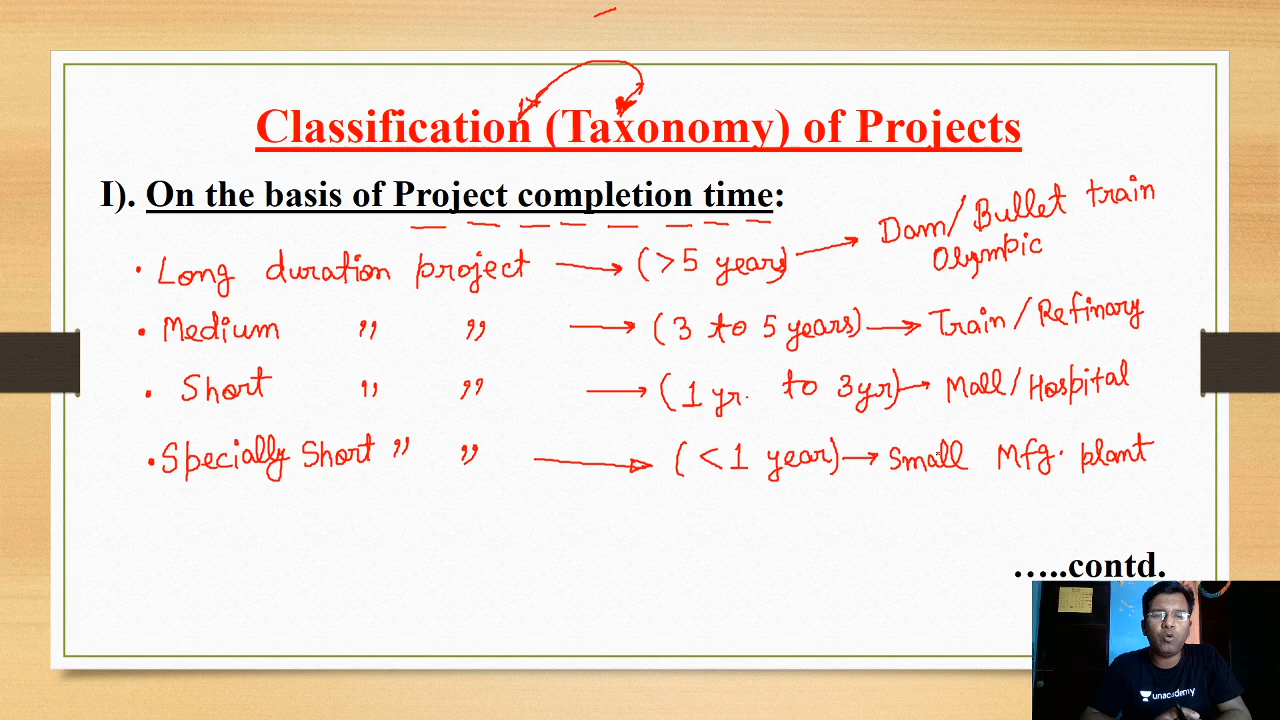 Classification (Taxonomy) of Projects
I). On the basis of Project completion time:
• Long duration project → (>5 years) → Dam/Bullet train
Olympic
• Medium " " → (3 to 5 years) → Train/Refinary
• Short " " → (1 yr. to 3yr) → Mall/Hospital
• Specially Short " " → (<1 year) → Small Mfg. plant
…..contd.
unacademy